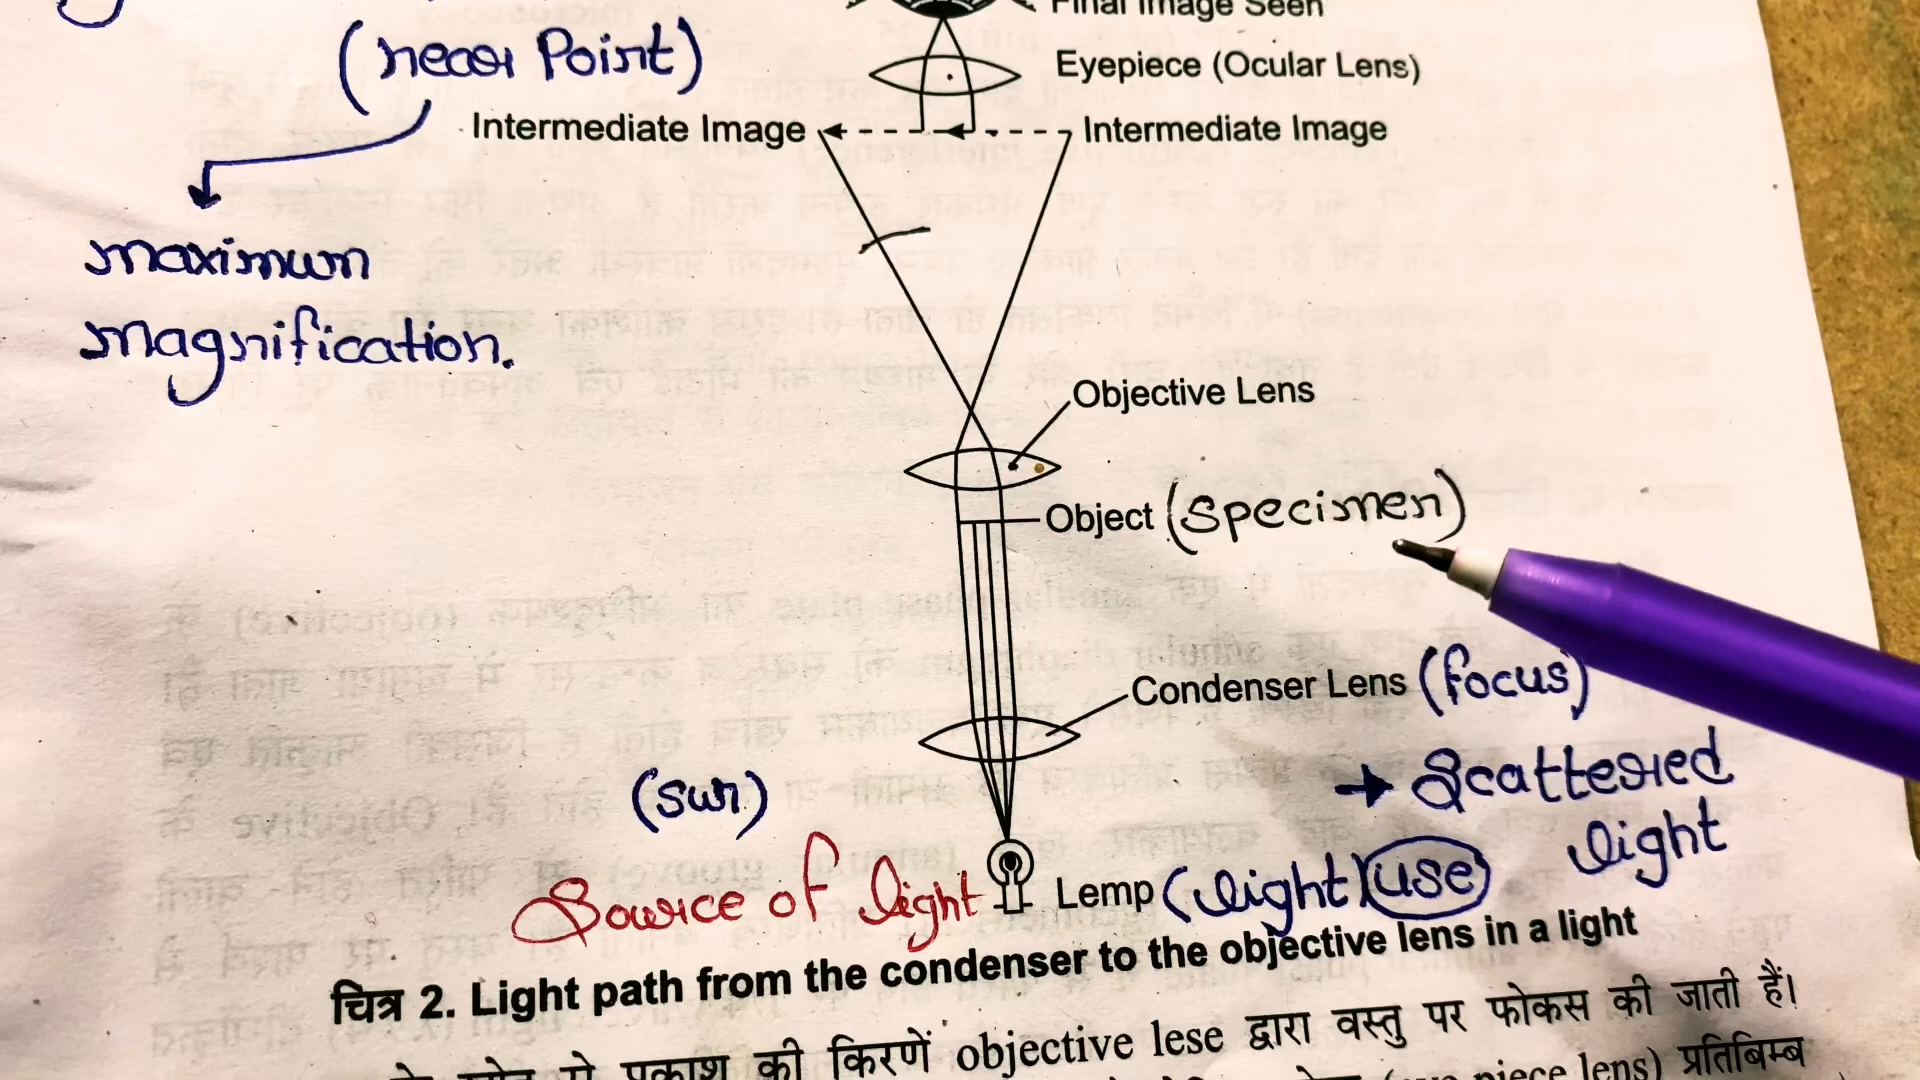 Final Image Seen
(near Point)
Eyepiece (Ocular Lens)
Intermediate Image
Intermediate Image
maximum
magnification.
Objective Lens
Object (Specimen)
Condenser Lens (focus)
→ Scattered
light
(sun)
Source of light
Lemp (light) use
चित्र 2. Light path from the condenser to the objective lens in a light
प्रकाश की किरणें objective lese द्वारा वस्तु पर फोकस की जाती हैं।
piece lens) प्रतिबिम्ब